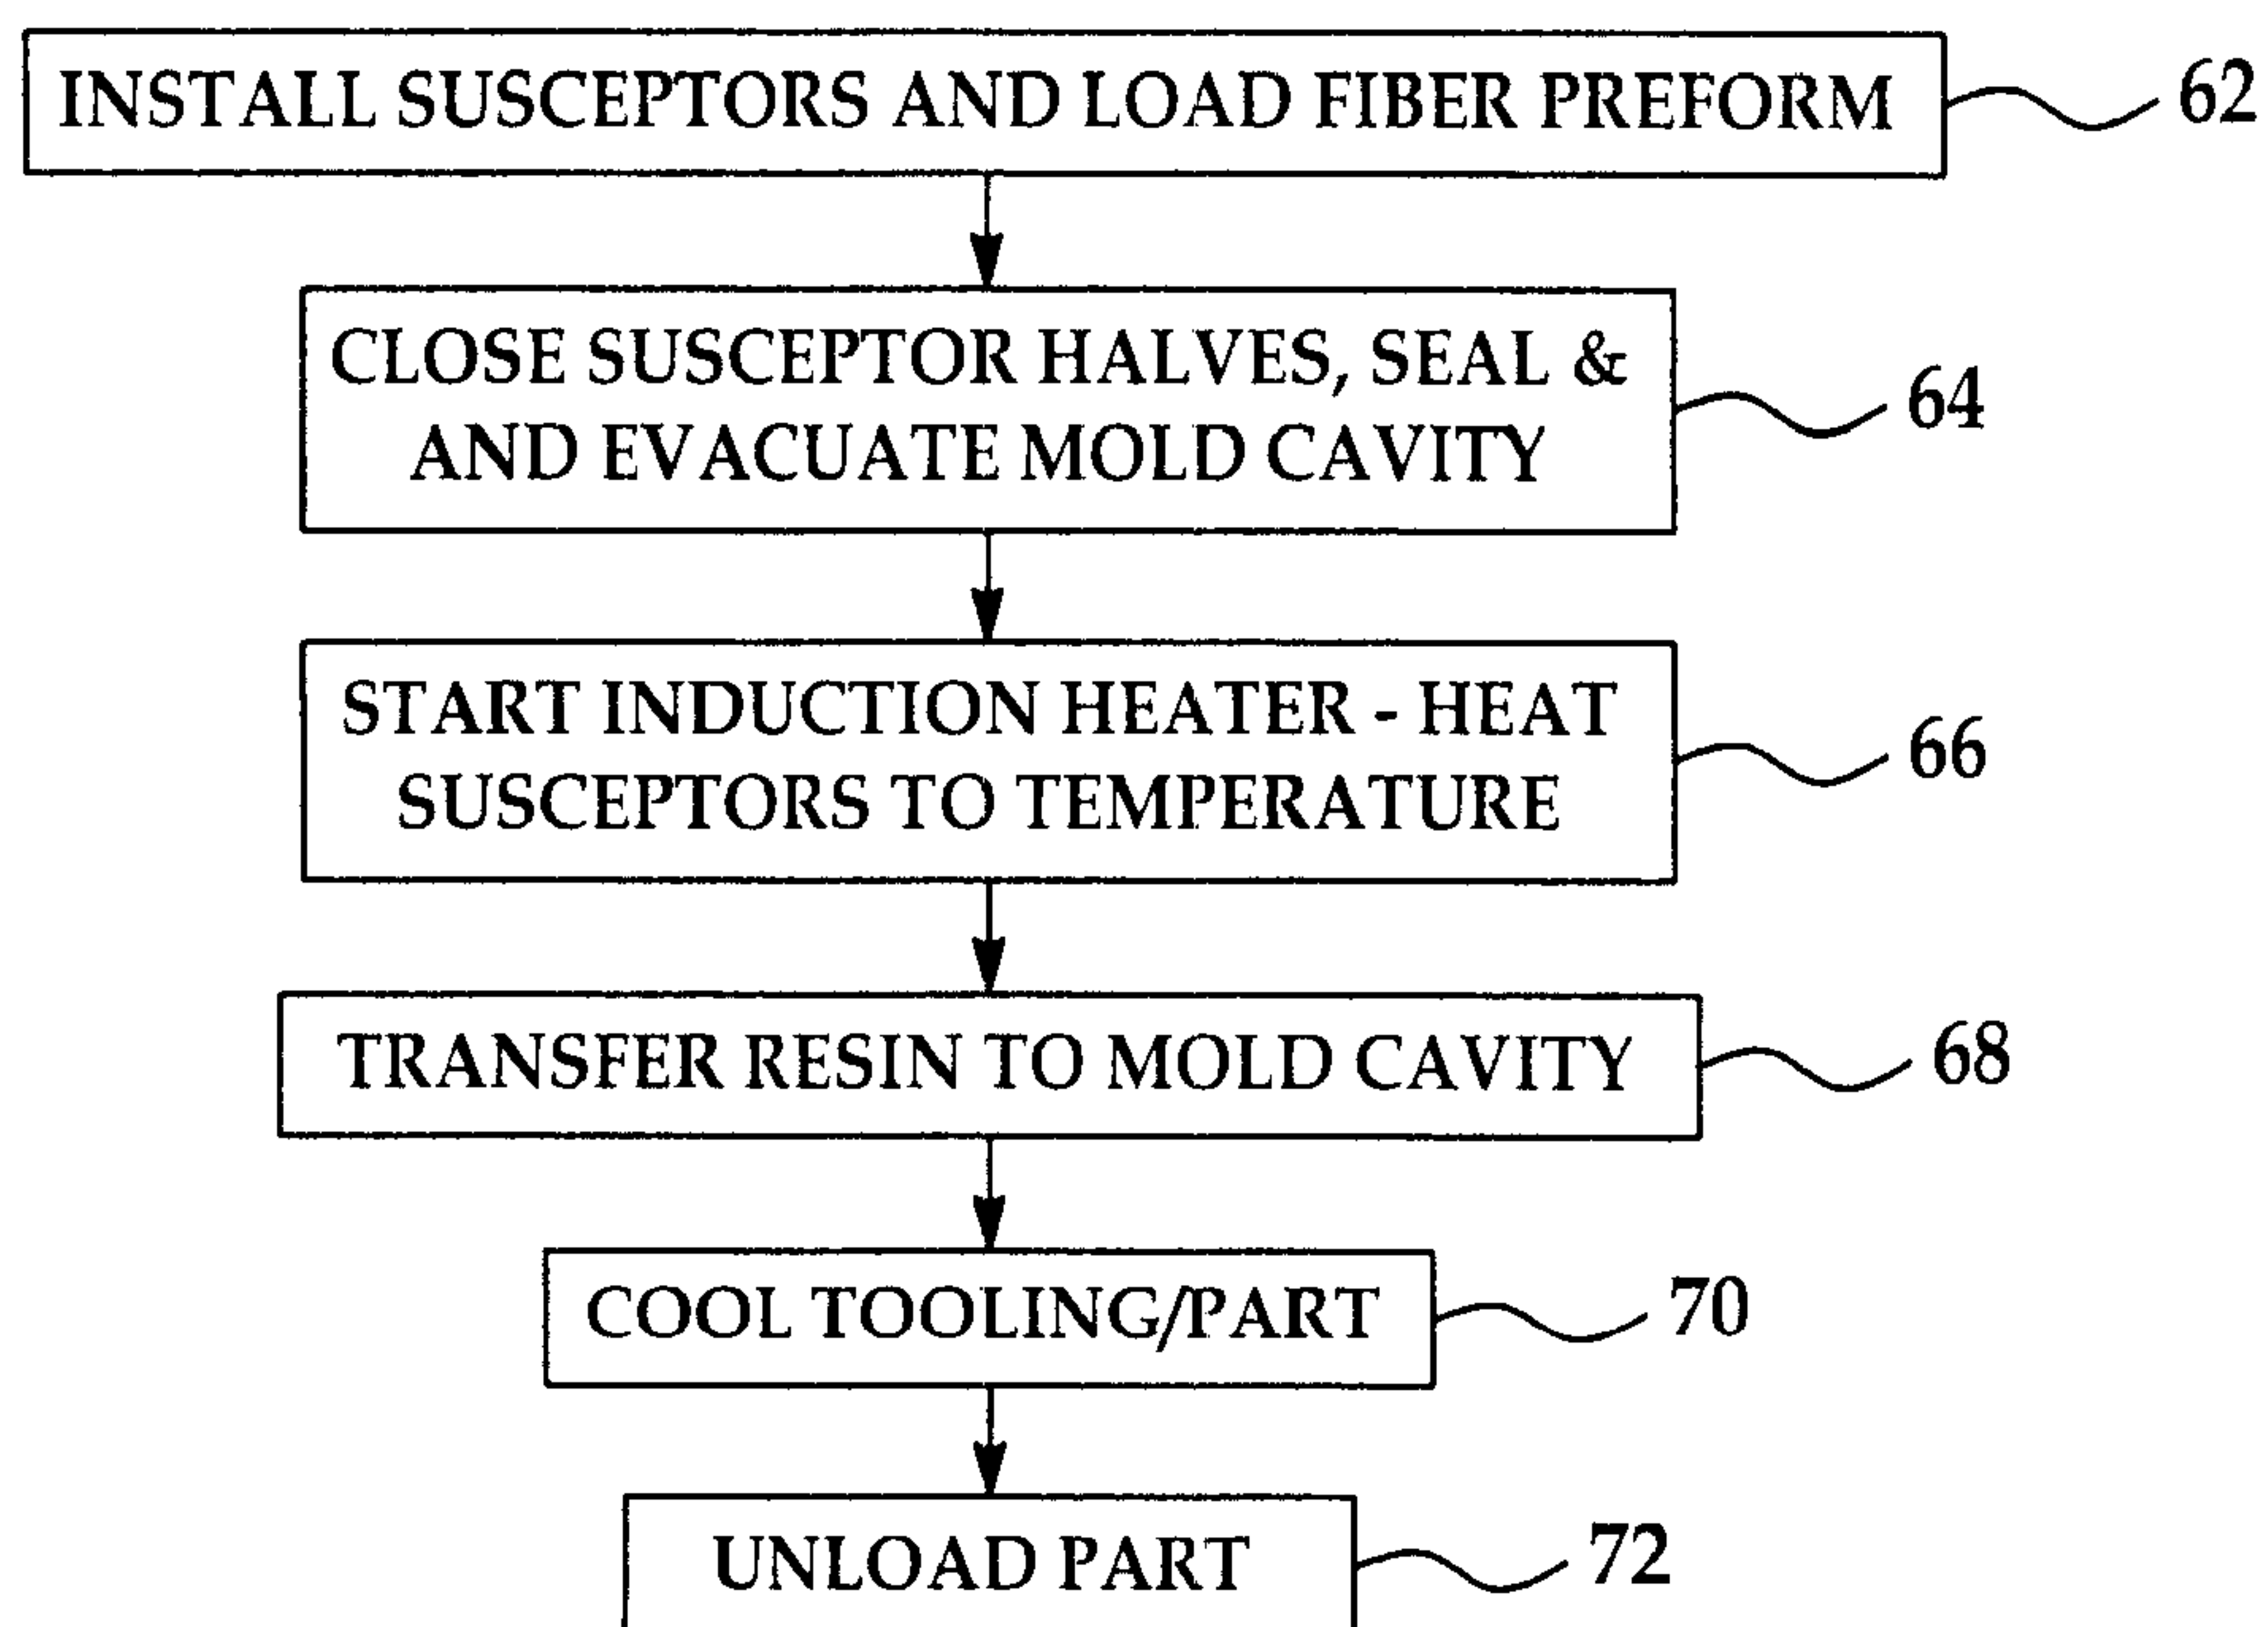 INSTALL SUSCEPTORS AND LOAD FIBER PREFORM 62
CLOSE SUSCEPTOR HALVES, SEAL &
AND EVACUATE MOLD CAVITY
64
START INDUCTION HEATER - HEAT
SUSCEPTORS TO TEMPERATURE
66
TRANSFER RESIN TO MOLD CAVITY 68
COOL TOOLING/PART 70
UNLOAD PART 72